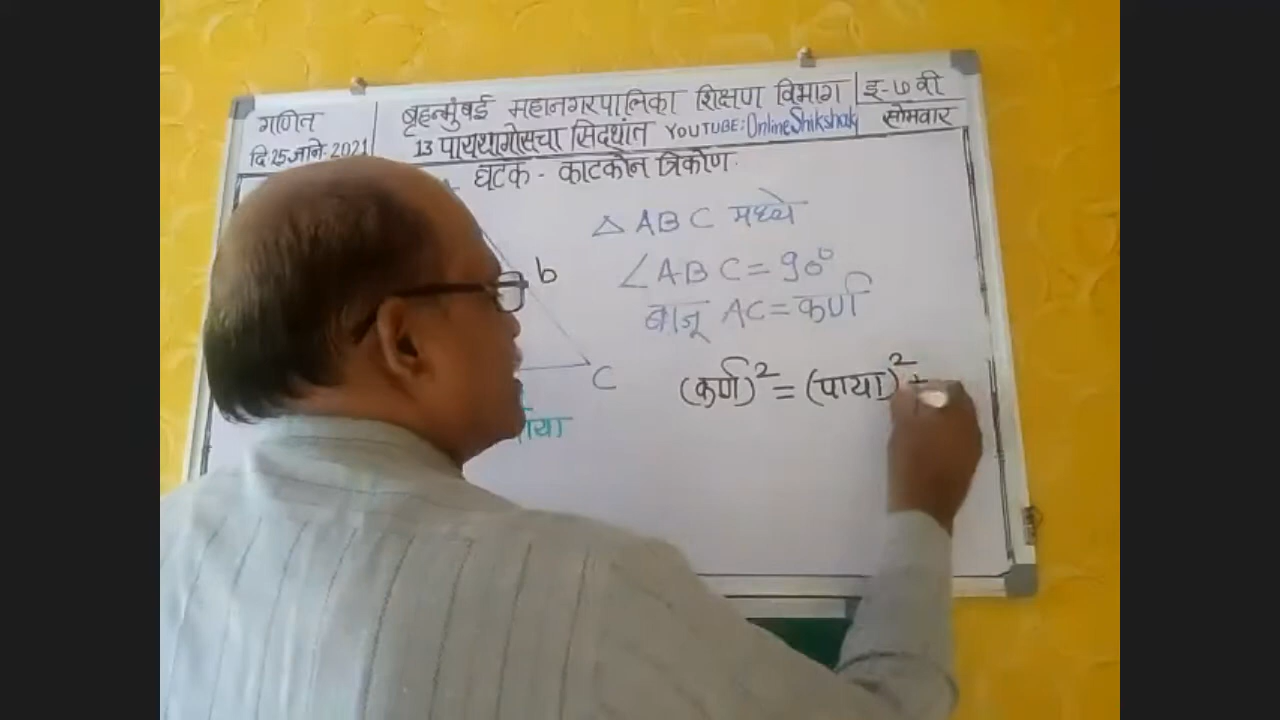 गणित
दि 25 जाने. 2021
बृहन्मुंबई महानगरपालिका शिक्षण विभाग
इ- ७ वी
13 पायथागोसचा सिद्धांत YOUTUBE: OnlineShikshak
सोमवार
घटक - काटकोन त्रिकोण.
△ ABC मध्ये
∠ABC = 90°
बाजू AC = कर्ण
b
C
(कर्ण)² = (पाया)² +